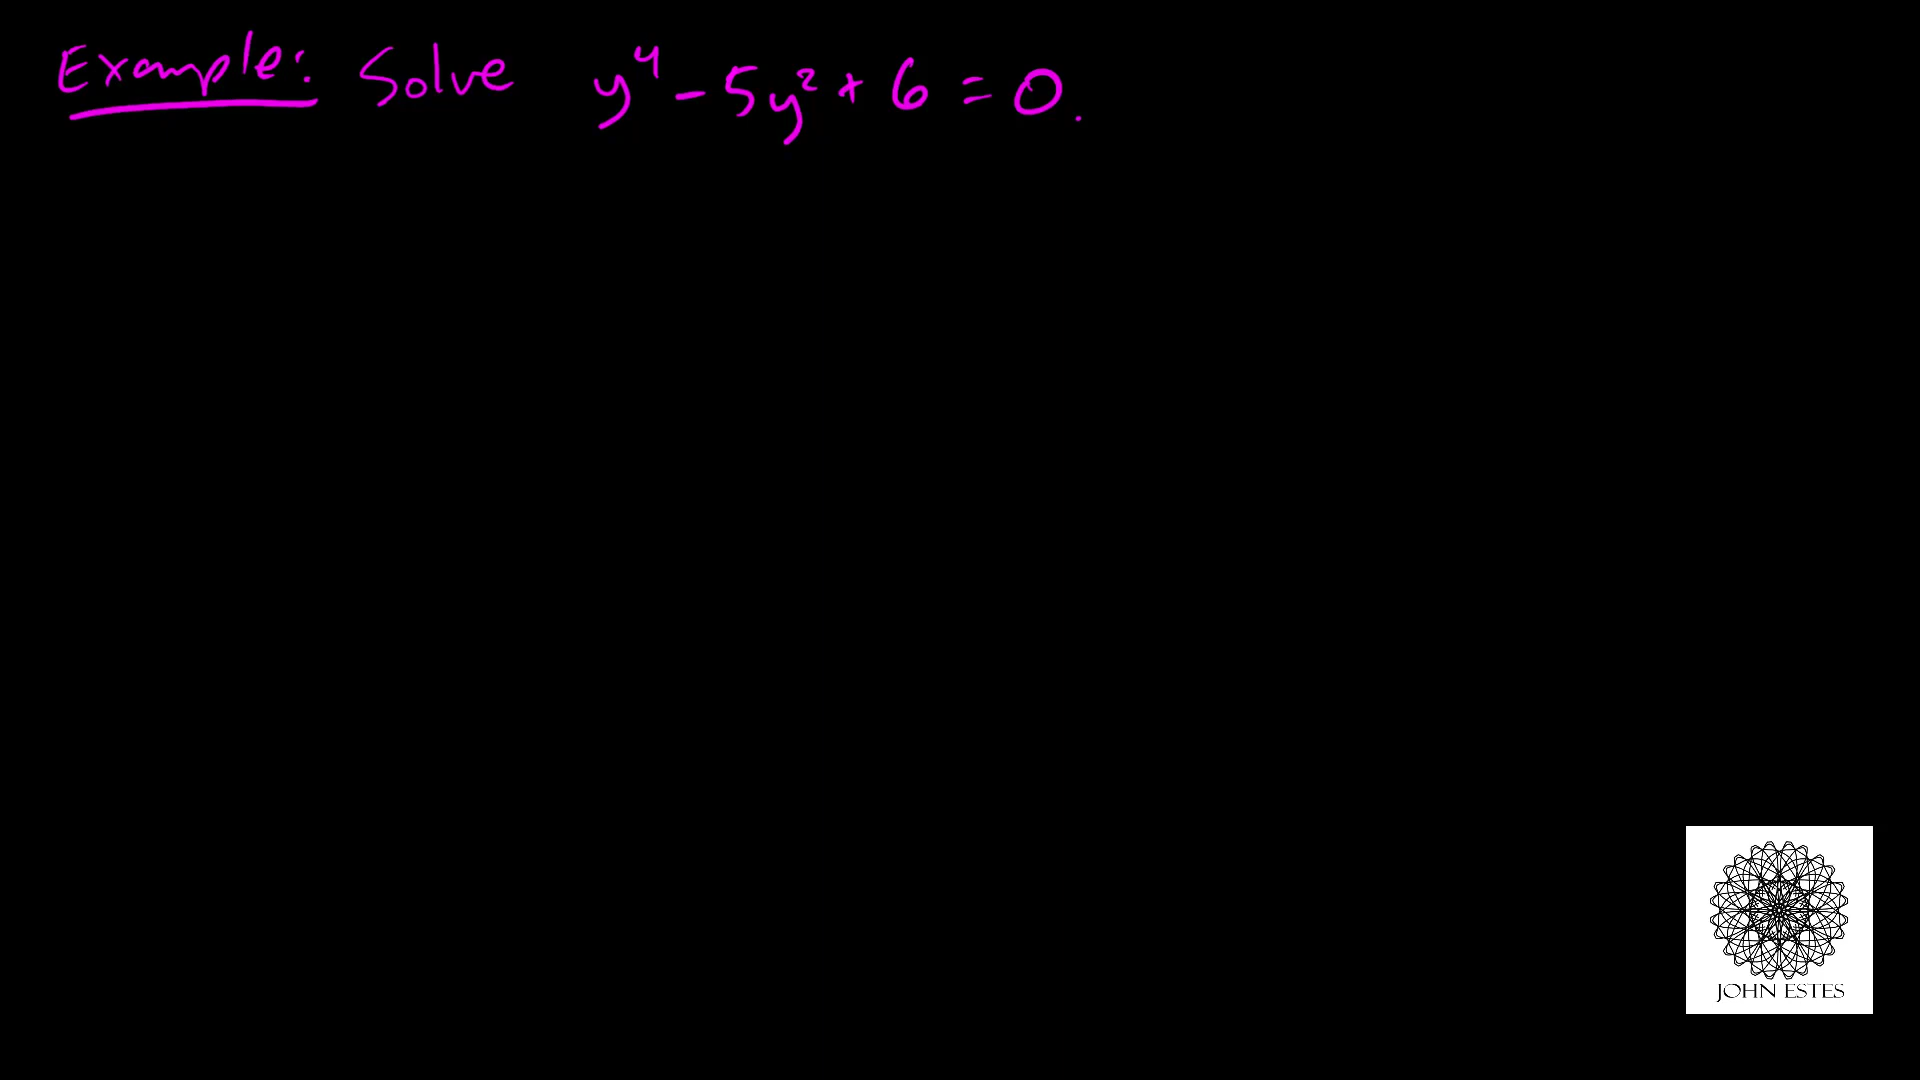 Example: Solve y⁴ - 5y² + 6 = 0.
JOHN ESTES